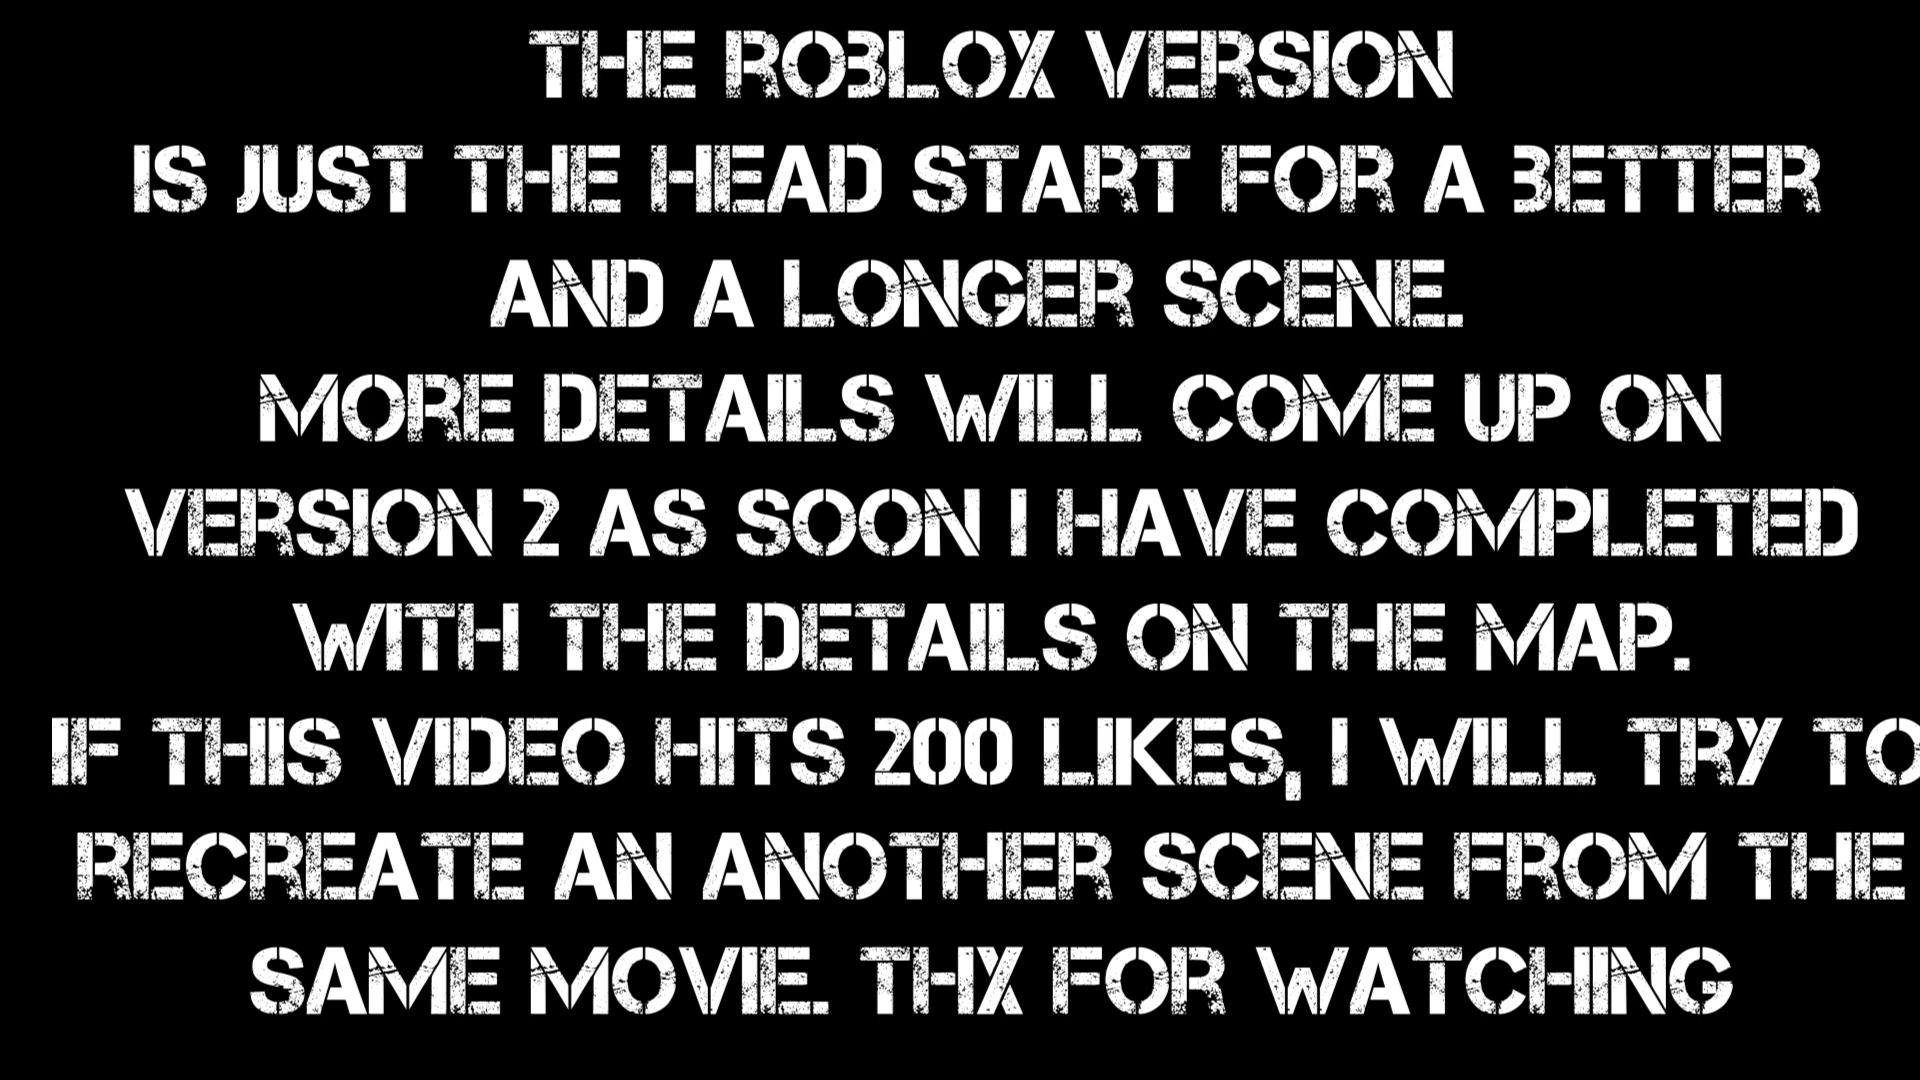 THE ROBLOX VERSION
IS JUST THE HEAD START FOR A BETTER
AND A LONGER SCENE.
MORE DETAILS WILL COME UP ON
VERSION 2 AS SOON I HAVE COMPLETED
WITH THE DETAILS ON THE MAP.
IF THIS VIDEO HITS 200 LIKES, I WILL TRY TO
RECREATE AN ANOTHER SCENE FROM THE
SAME MOVIE. THX FOR WATCHING